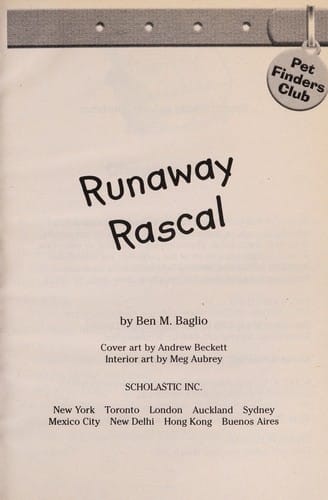 Pet
Finders
Club
Runaway
Rascal
by Ben M. Baglio
Cover art by Andrew Beckett
Interior art by Meg Aubrey
SCHOLASTIC INC.
New York Toronto London Auckland Sydney
Mexico City New Delhi Hong Kong Buenos Aires